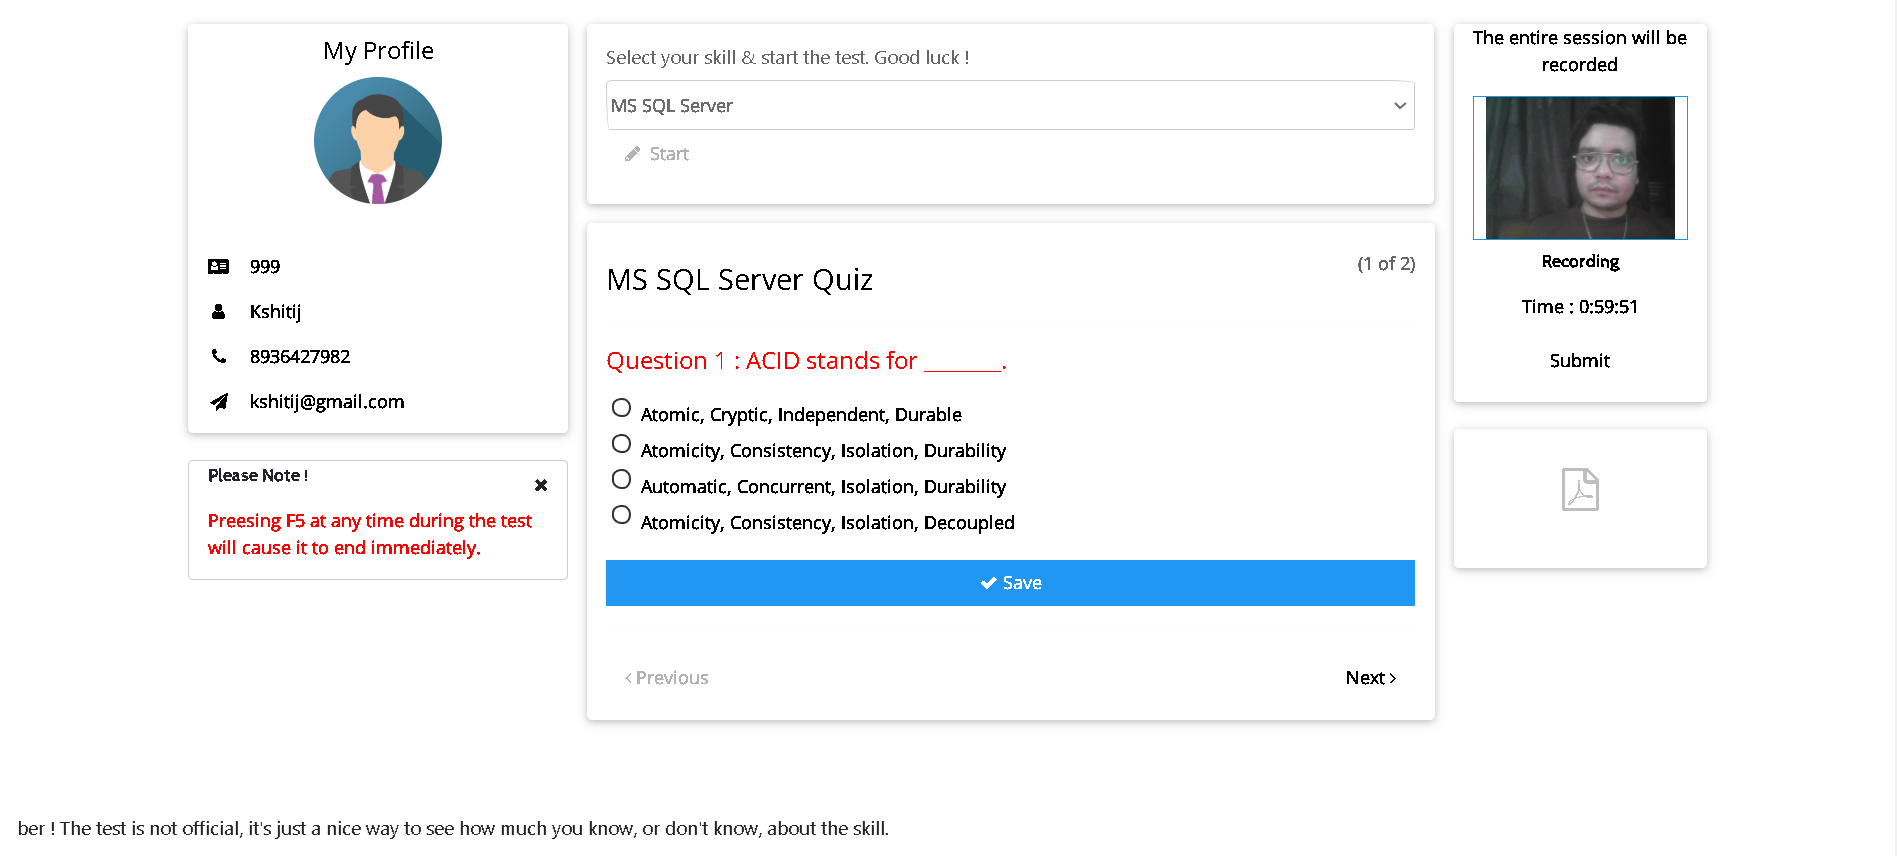 My Profile
999
Kshitij
8936427982
kshitij@gmail.com
Please Note !
Preesing F5 at any time during the test
will cause it to end immediately.
Select your skill & start the test. Good luck !
MS SQL Server
Start
MS SQL Server Quiz
(1 of 2)
Question 1 : ACID stands for _______.
Atomic, Cryptic, Independent, Durable
Atomicity, Consistency, Isolation, Durability
Automatic, Concurrent, Isolation, Durability
Atomicity, Consistency, Isolation, Decoupled
Save
Previous
Next
The entire session will be
recorded
Recording
Time : 0:59:51
Submit
ber ! The test is not official, it's just a nice way to see how much you know, or don't know, about the skill.